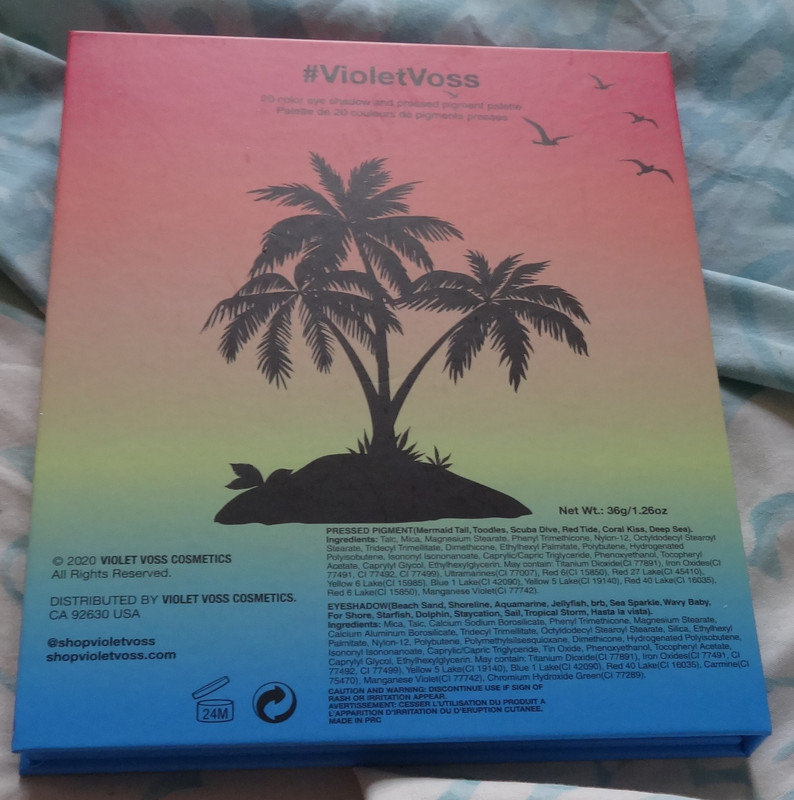 #VioletVoss
20 color eye shadow and pressed pigment palette
Palette de 20 couleurs de pigments pressés
Net Wt.: 36g/1.26oz
PRESSED PIGMENT(Mermaid Tail, Toodles, Scuba Dive, Red Tide, Coral Kiss, Deep Sea).
Ingredients: Talc, Mica, Magnesium Stearate, Phenyl Trimethicone, Nylon-12, Octyldodecyl Stearoyl
Stearate, Tridecyl Trimellitate, Dimethicone, Ethylhexyl Palmitate, Polybutene, Hydrogenated
Polyisobutene, Isononyl Isononanoate, Caprylic/Capric Triglyceride, Phenoxyethanol, Tocopheryl
Acetate, Caprylyl Glycol, Ethylhexylglycerin. May contain: Titanium Dioxide(CI 77891), Iron Oxides(CI
77491, CI 77492, CI 77499), Ultramarines(CI 77007), Red 6(CI 15850), Red 27 Lake(CI 45410),
Yellow 6 Lake(CI 15985), Blue 1 Lake(CI 42090), Yellow 5 Lake(CI 19140), Red 40 Lake(CI 16035),
Red 6 Lake(CI 15850), Manganese Violet(CI 77742).
EYESHADOW(Beach Sand, Shoreline, Aquamarine, Jellyfish, brb, Sea Sparkle, Wavy Baby,
For Shore, Starfish, Dolphin, Staycation, Sail, Tropical Storm, Hasta la vista).
Ingredients: Mica, Talc, Calcium Sodium Borosilicate, Phenyl Trimethicone, Magnesium Stearate,
Calcium Aluminum Borosilicate, Tridecyl Trimellitate, Octyldodecyl Stearoyl Stearate, Silica, Ethylhexyl
Palmitate, Nylon-12, Polybutene, Polymethylsilsesquioxane, Dimethicone, Hydrogenated Polyisobutene,
Isononyl Isononanoate, Caprylic/Capric Triglyceride, Tin Oxide, Phenoxyethanol, Tocopheryl Acetate,
Caprylyl Glycol, Ethylhexylglycerin. May contain: Titanium Dioxide(CI 77891), Iron Oxides(CI 77491, CI
77492, CI 77499), Yellow 5 Lake(CI 19140), Blue 1 Lake(CI 42090), Red 40 Lake(CI 16035), Carmine(CI
75470), Manganese Violet(CI 77742), Chromium Hydroxide Green(CI 77289).
CAUTION AND WARNING: DISCONTINUE USE IF SIGN OF
RASH OR IRRITATION APPEAR.
AVERTISSEMENT: CESSER L'UTILISATION DU PRODUIT A
L'APPARITION D'IRRITATION OU D'ERUPTION CUTANEE.
MADE IN PRC
© 2020 VIOLET VOSS COSMETICS
All Rights Reserved.
DISTRIBUTED BY VIOLET VOSS COSMETICS.
CA 92630 USA
@shopvioletvoss
shopvioletvoss.com
24M